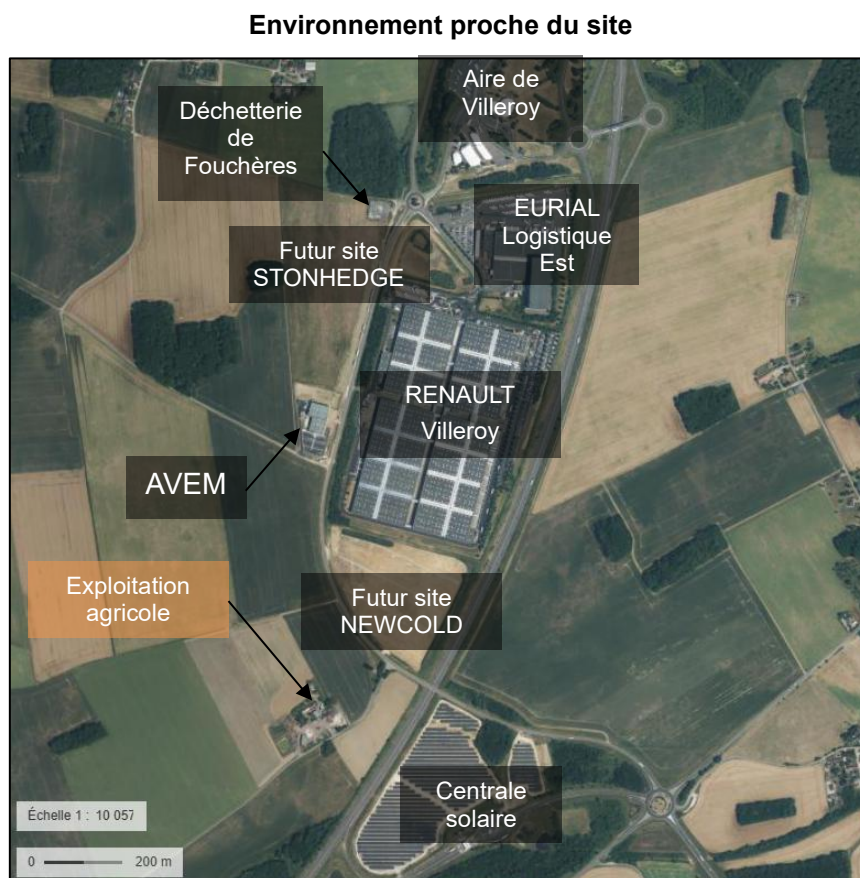 Environnement proche du site
Aire de
Villeroy
Déchetterie
de
Fouchères
EURIAL
Logistique
Est
Futur site
STONHEDGE
RENAULT
Villeroy
AVEM
Exploitation
agricole
Futur site
NEWCOLD
Centrale
solaire
Échelle 1 : 10 057
0 200 m